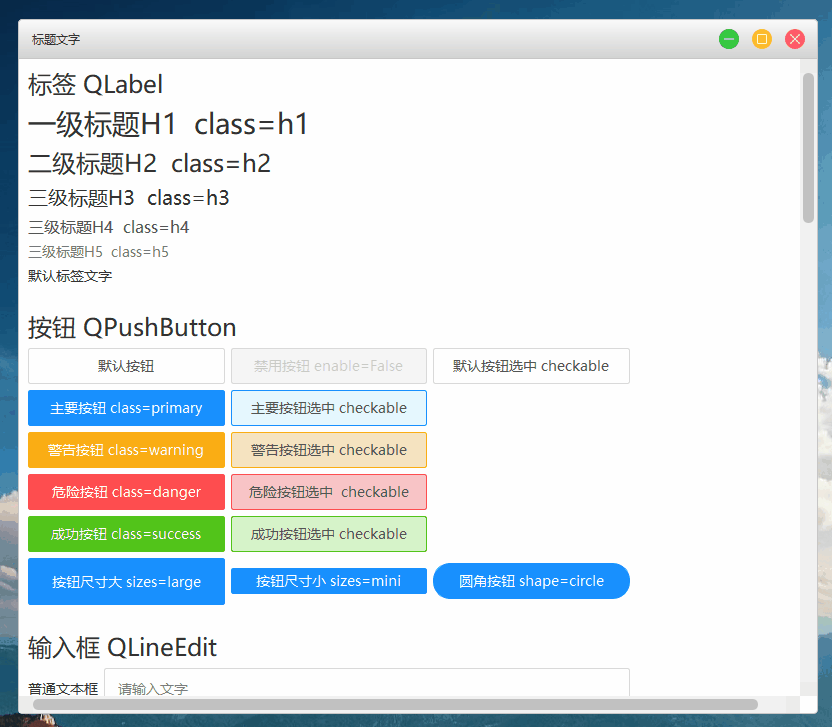 标题文字
标签 QLabel
一级标题H1  class=h1
二级标题H2  class=h2
三级标题H3  class=h3
三级标题H4  class=h4
三级标题H5  class=h5
默认标签文字
按钮 QPushButton
默认按钮 禁用按钮 enable=False 默认按钮选中 checkable
主要按钮 class=primary 主要按钮选中 checkable
警告按钮 class=warning 警告按钮选中 checkable
危险按钮 class=danger 危险按钮选中  checkable
成功按钮 class=success 成功按钮选中 checkable
按钮尺寸大 sizes=large 按钮尺寸小 sizes=mini 圆角按钮 shape=circle
输入框 QLineEdit
普通文本框 请输入文字